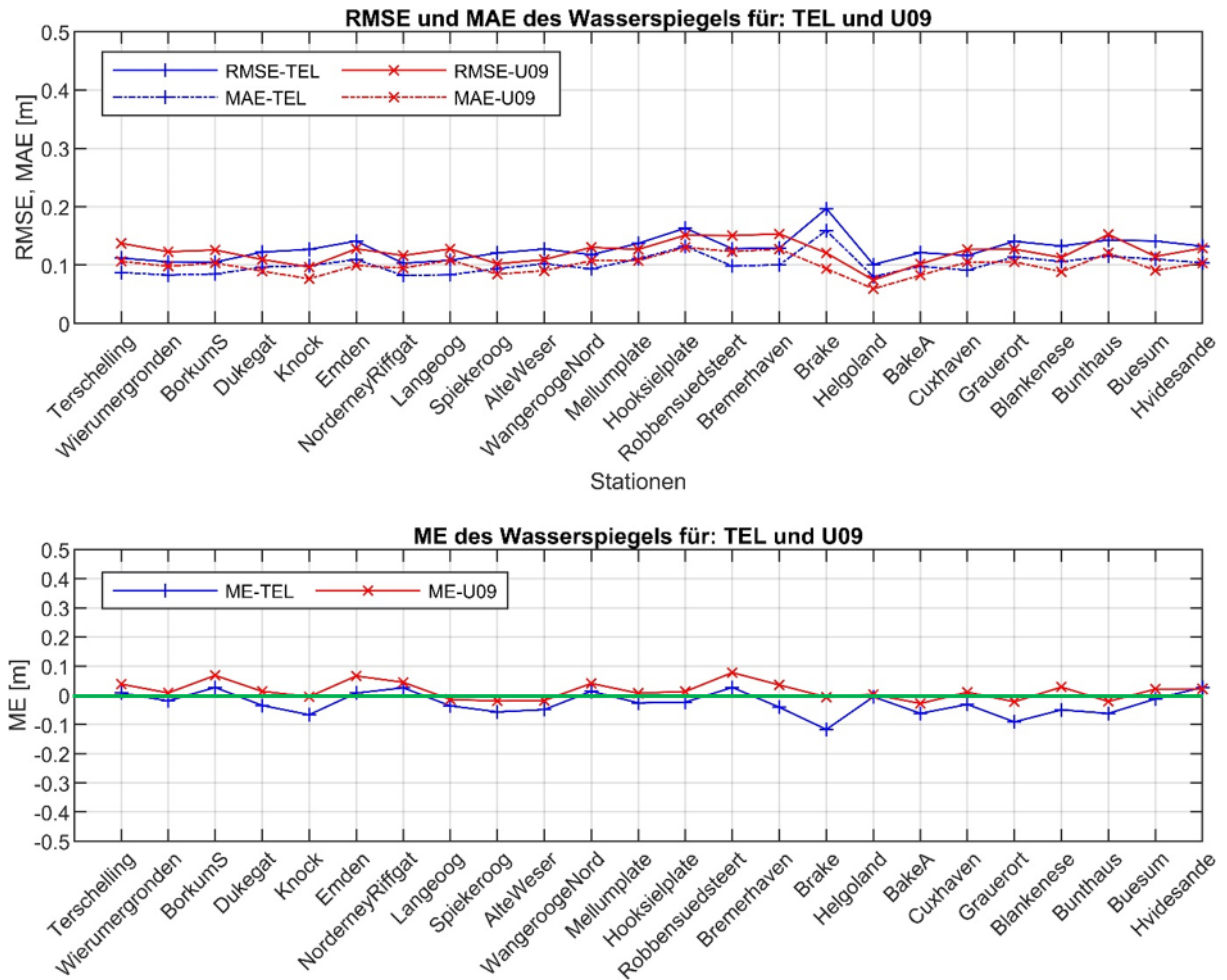 RMSE und MAE des Wasserspiegels für: TEL und U09
0.5
0.4
0.3
0.2
0.1
0
RRMSE, MAE [m]
RMSE-TEL
RMSE-U09
MAE-TEL
MAE-U09
Terschelling
Wierumergronden
BorkumS
Dukegat
Knock
Emden
NorderneyRiffgat
Langeoog
Spiekeroog
AlteWeser
WangeroogeNord
Mellumplate
Hooksielplate
Robbensuedsteert
Bremerhaven
Brake
Helgoland
BakeA
Cuxhaven
Grauerort
Blankenese
Bunthaus
Buesum
Hvidesande
Stationen
ME des Wasserspiegels für: TEL und U09
0.5
0.4
0.3
0.2
0.1
0
-0.1
-0.2
-0.3
-0.4
-0.5
ME [m]
ME-TEL
ME-U09
Terschelling
Wierumergronden
BorkumS
Dukegat
Knock
Emden
NorderneyRiffgat
Langeoog
Spiekeroog
AlteWeser
WangeroogeNord
Mellumplate
Hooksielplate
Robbensuedsteert
Bremerhaven
Brake
Helgoland
BakeA
Cuxhaven
Grauerort
Blankenese
Bunthaus
Buesum
Hvidesande